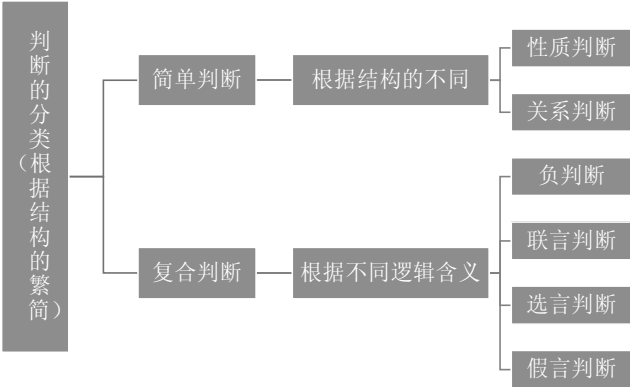 判断的分类（根据结构的繁简）
简单判断
根据结构的不同
性质判断
关系判断
复合判断
根据不同逻辑含义
负判断
联言判断
选言判断
假言判断